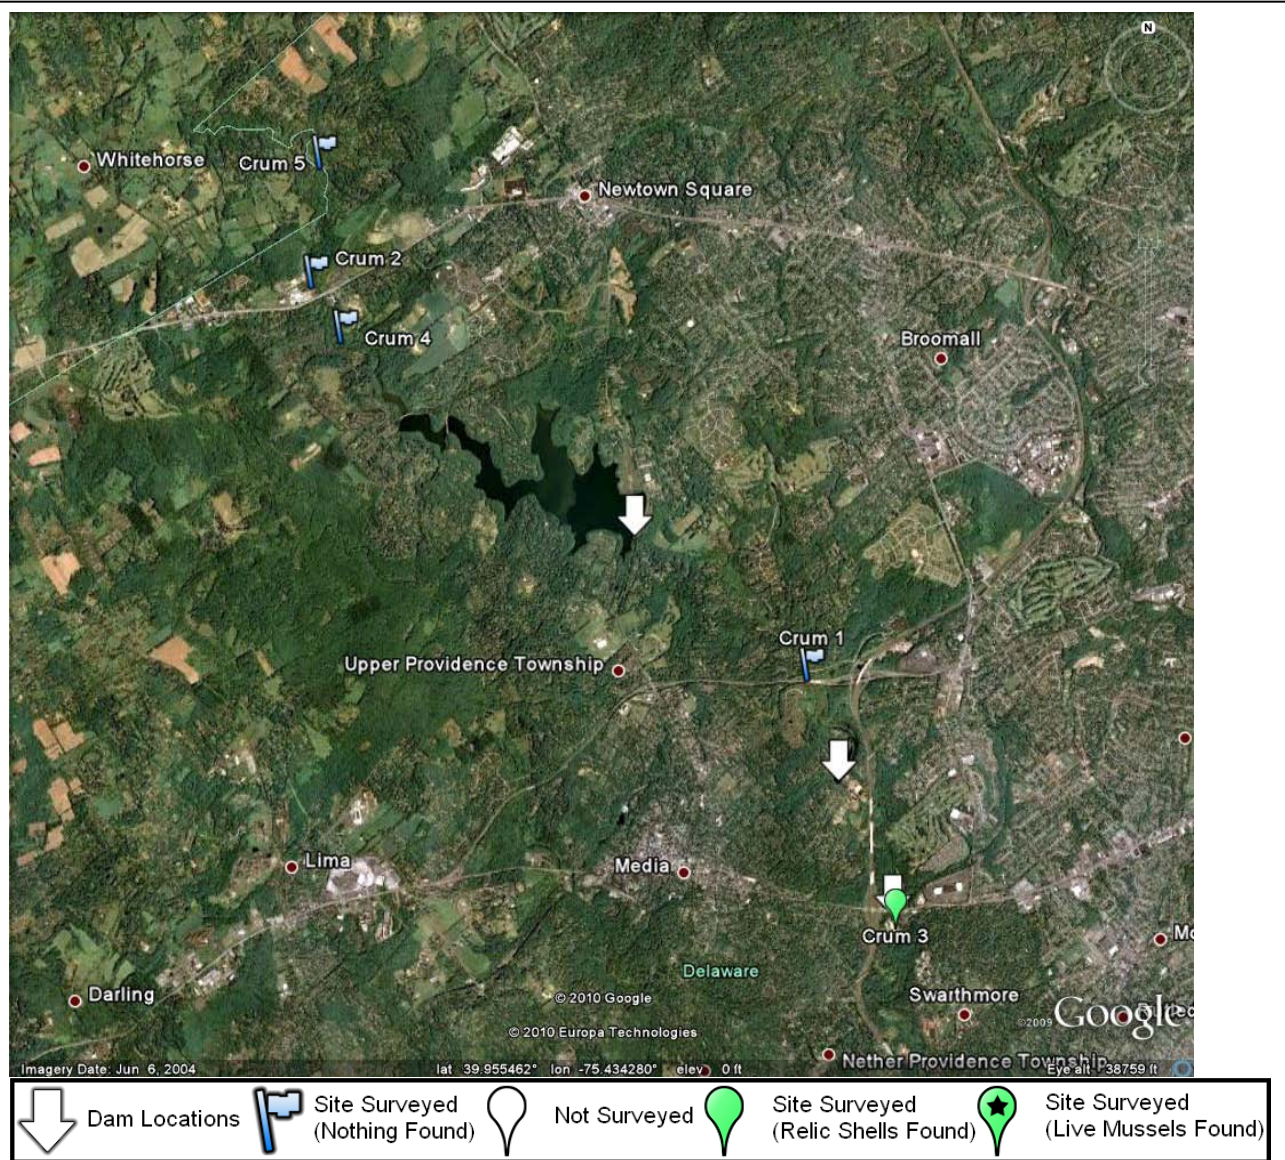 N
Whitehorse
Crum 5
Newtown Square
Crum 2
Crum 4
Broomall
Crum 1
Upper Providence Township
Lima
Media
Crum 3
Delaware
Darling
© 2010 Google
Swarthmore
© 2010 Europa Technologies
©2009 Google
Nether Providence Township
Imagery Date: Jun 6, 2004
lat 39.955462° lon -75.434280° elev 0 ft
Eye alt 38759 ft
Dam Locations
Site Surveyed
(Nothing Found)
Not Surveyed
Site Surveyed
(Relic Shells Found)
Site Surveyed
(Live Mussels Found)